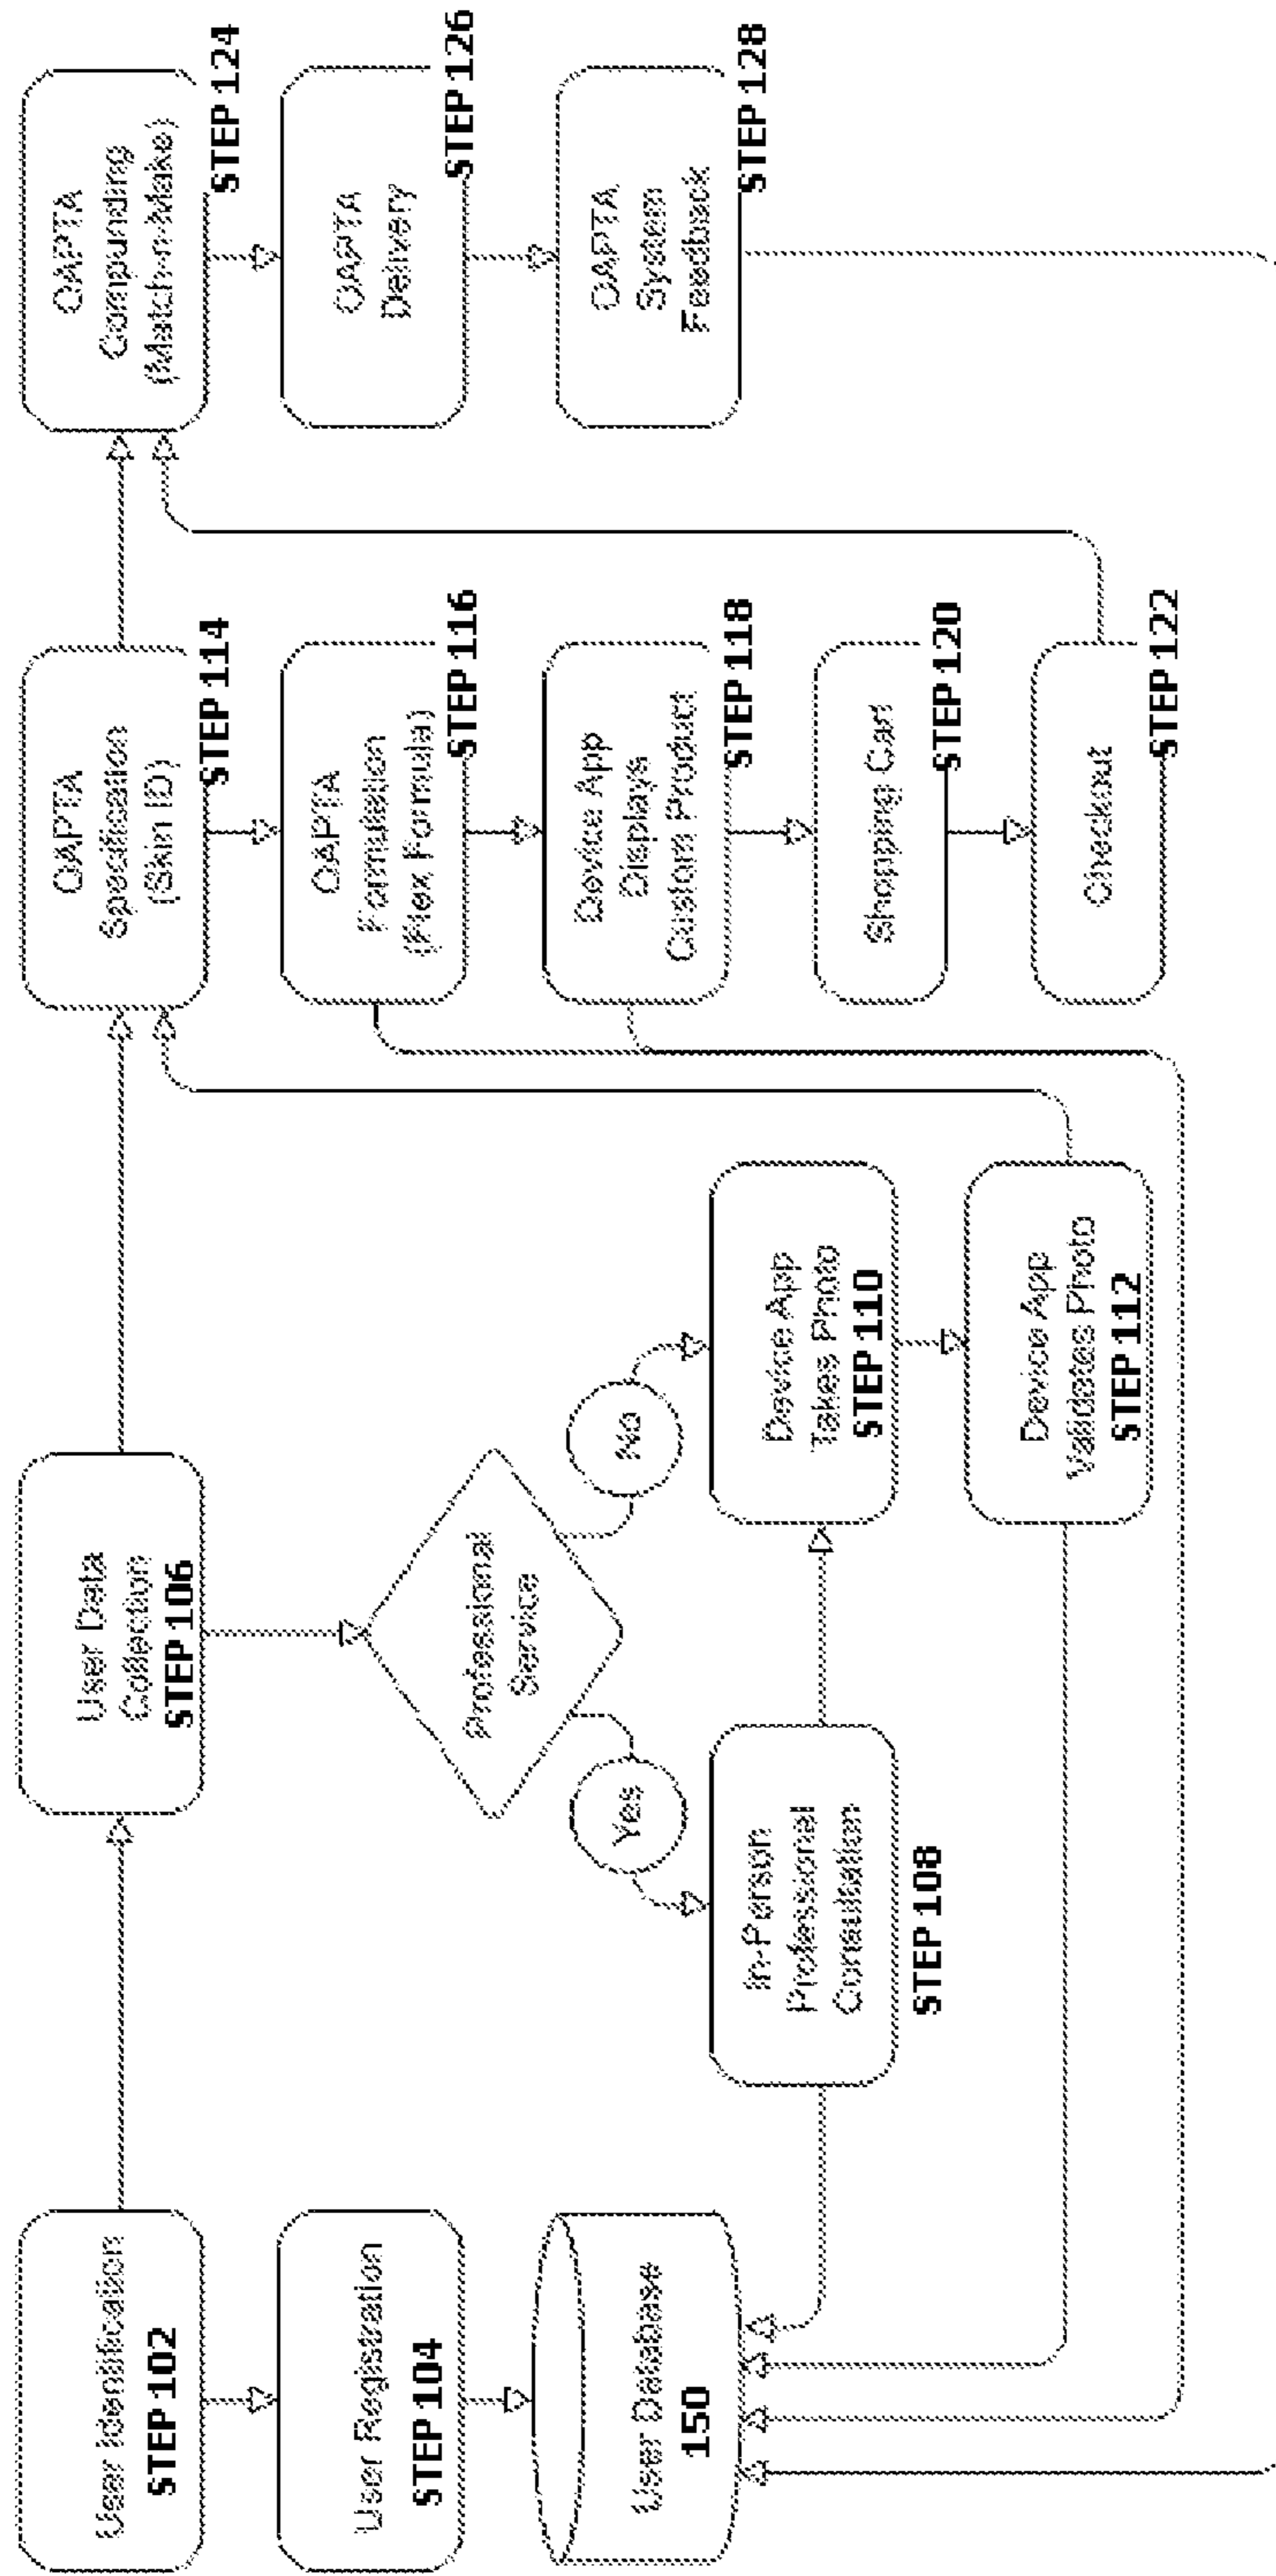 User Identification
STEP 102
User Registration
STEP 104
User Database
150
User Data
Collection
STEP 106
Professional
Service
Yes
No
In-Person
Professional
Consultation
STEP 108
Device App
Takes Photo
STEP 110
Device App
Validates Photo
STEP 112
OAPTA
Specification
(Skin ID)
STEP 114
OAPTA
Formulation
(Flex Formula)
STEP 116
Device App
Displays
Custom Product
STEP 118
Shopping Cart
STEP 120
Checkout
STEP 122
OAPTA
Compunding
(Match-n-Make)
STEP 124
OAPTA
Delivery
STEP 126
OAPTA
System
Feedback
STEP 128